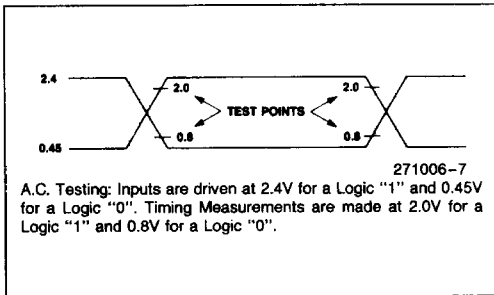 2.4
2.0
2.0
TEST POINTS
0.8
0.8
0.45
271006-7
A.C. Testing: Inputs are driven at 2.4V for a Logic "1" and 0.45V
for a Logic "0". Timing Measurements are made at 2.0V for a
Logic "1" and 0.8V for a Logic "0".